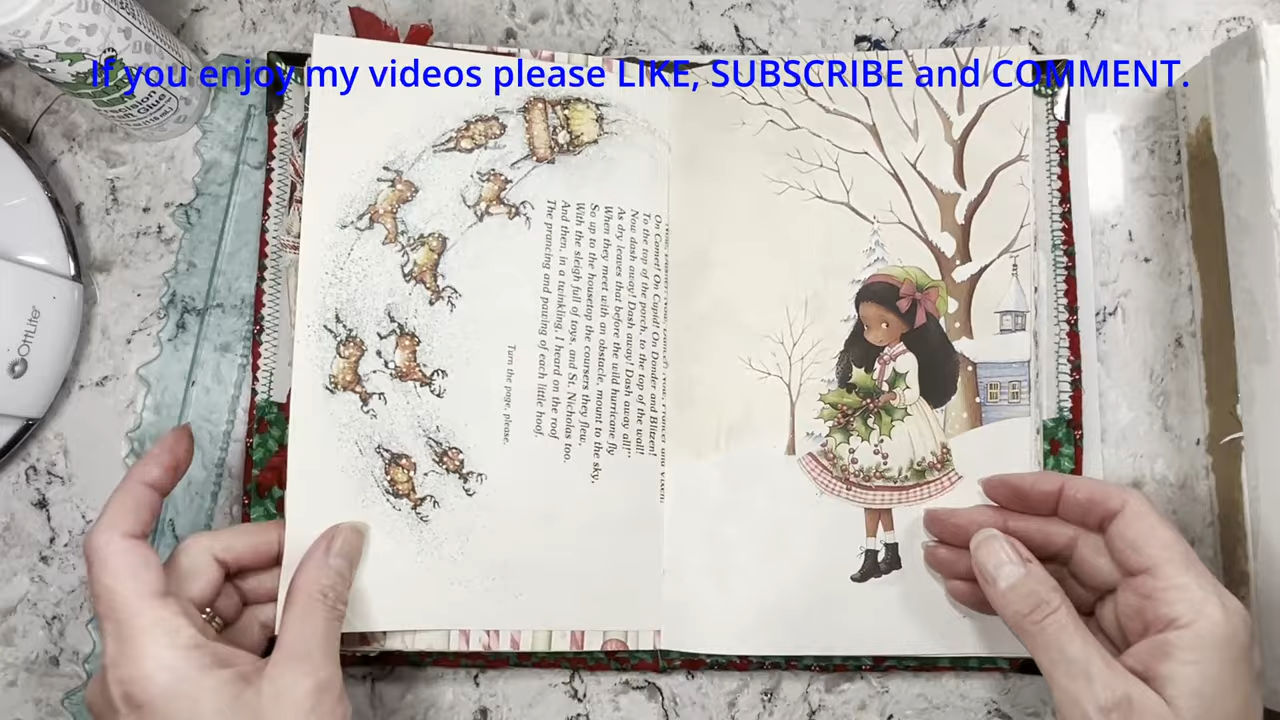 If you enjoy my videos please LIKE, SUBSCRIBE and COMMENT.
On Comet! On Cupid! On Donder and Blitzen!
To the top of the porch, to the top of the wall!
Now dash away! Dash away! Dash away all!"
As dry leaves that before the wild hurricane fly
When they meet with an obstacle, mount to the sky,
So up to the housetop the coursers they flew,
With the sleigh full of toys, and St. Nicholas too.
And then, in a twinkling, I heard on the roof
The prancing and pawing of each little hoof.
Turn the page, please.
OTTLITE